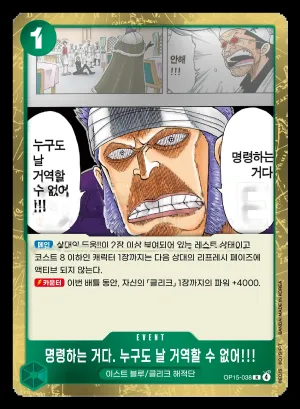 1
안해
!!!
누구도
날
거역할
수 없어
!!!
명령하는
거다.
메인 상대의 두웅!!이 2장 이상 부여되어 있는 레스트 상태이고
코스트 8 이하인 캐릭터 1장까지는 다음 상대의 리프레시 페이즈에
액티브 되지 않는다.
카운터 이번 배틀 동안, 자신의 「클리크」 1장까지의 파워 +4000.
EVENT
명령하는 거다. 누구도 날 거역할 수 없어!!!
이스트 블루/클리크 해적단
OP15-038